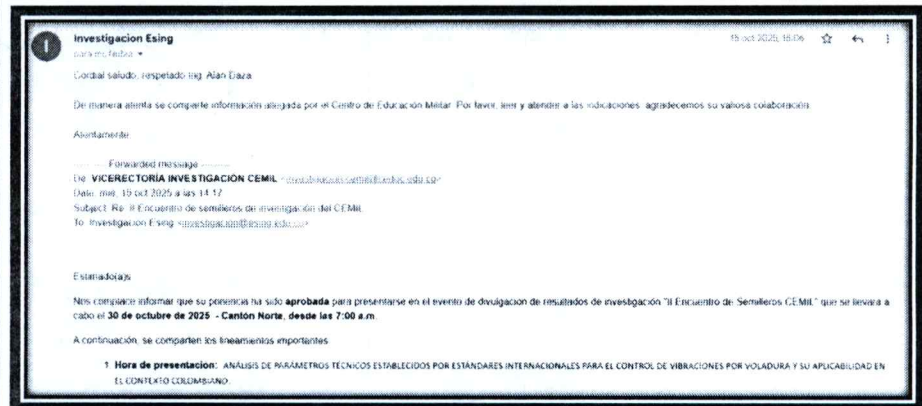 I
Investigacion Esing
15 oct 2025, 16:06
para mí, fledra
Cordial saludo, respetado Ing. Alan Daza
De manera atenta se comparte información allegada por el Centro de Educación Militar. Por favor, leer y atender a las indicaciones, agradecemos su valiosa colaboración.
Atentamente
---------- Forwarded message ---------
De: VICERECTORÍA INVESTIGACION CEMIL
Date: mié, 15 oct 2025 a las 14:17
Subject: Re: II Encuentro de semilleros de investigación del CEMIL
To: Investigacion Esing
Estimado(a)s
Nos complace informar que su ponencia ha sido aprobada para presentarse en el evento de divulgación de resultados de investigación "II Encuentro de Semilleros CEMIL" que se llevará a
cabo el 30 de octubre de 2025 - Cantón Norte, desde las 7:00 a.m.
A continuación, se comparten los lineamientos importantes
1 Hora de presentación: ANÁLISIS DE PARÁMETROS TÉCNICOS ESTABLECIDOS POR ESTÁNDARES INTERNACIONALES PARA EL CONTROL DE VIBRACIONES POR VOLADURA Y SU APLICABILIDAD EN
EL CONTEXTO COLOMBIANO.